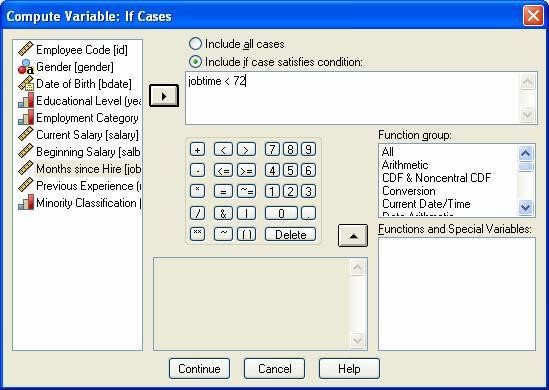 Compute Variable: If Cases
Employee Code [id]
Gender [gender]
Date of Birth [bdate]
Educational Level (yea
Employment Category
Current Salary [salary]
Beginning Salary [salb
Months since Hire [job
Previous Experience (
Minority Classification [
Include all cases
Include if case satisfies condition:
jobtime < 72
+ < > 7 8 9
- <= >= 4 5 6
* = ~= 1 2 3
/ & | 0 .
** ~ ( ) Delete
Function group:
All
Arithmetic
CDF & Noncentral CDF
Conversion
Current Date/Time
Date Arithmetic
Functions and Special Variables:
Continue
Cancel
Help